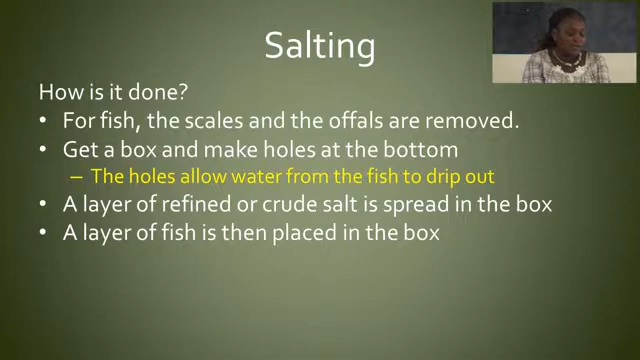 Salting
How is it done?
• For fish, the scales and the offals are removed.
• Get a box and make holes at the bottom
– The holes allow water from the fish to drip out
• A layer of refined or crude salt is spread in the box
• A layer of fish is then placed in the box